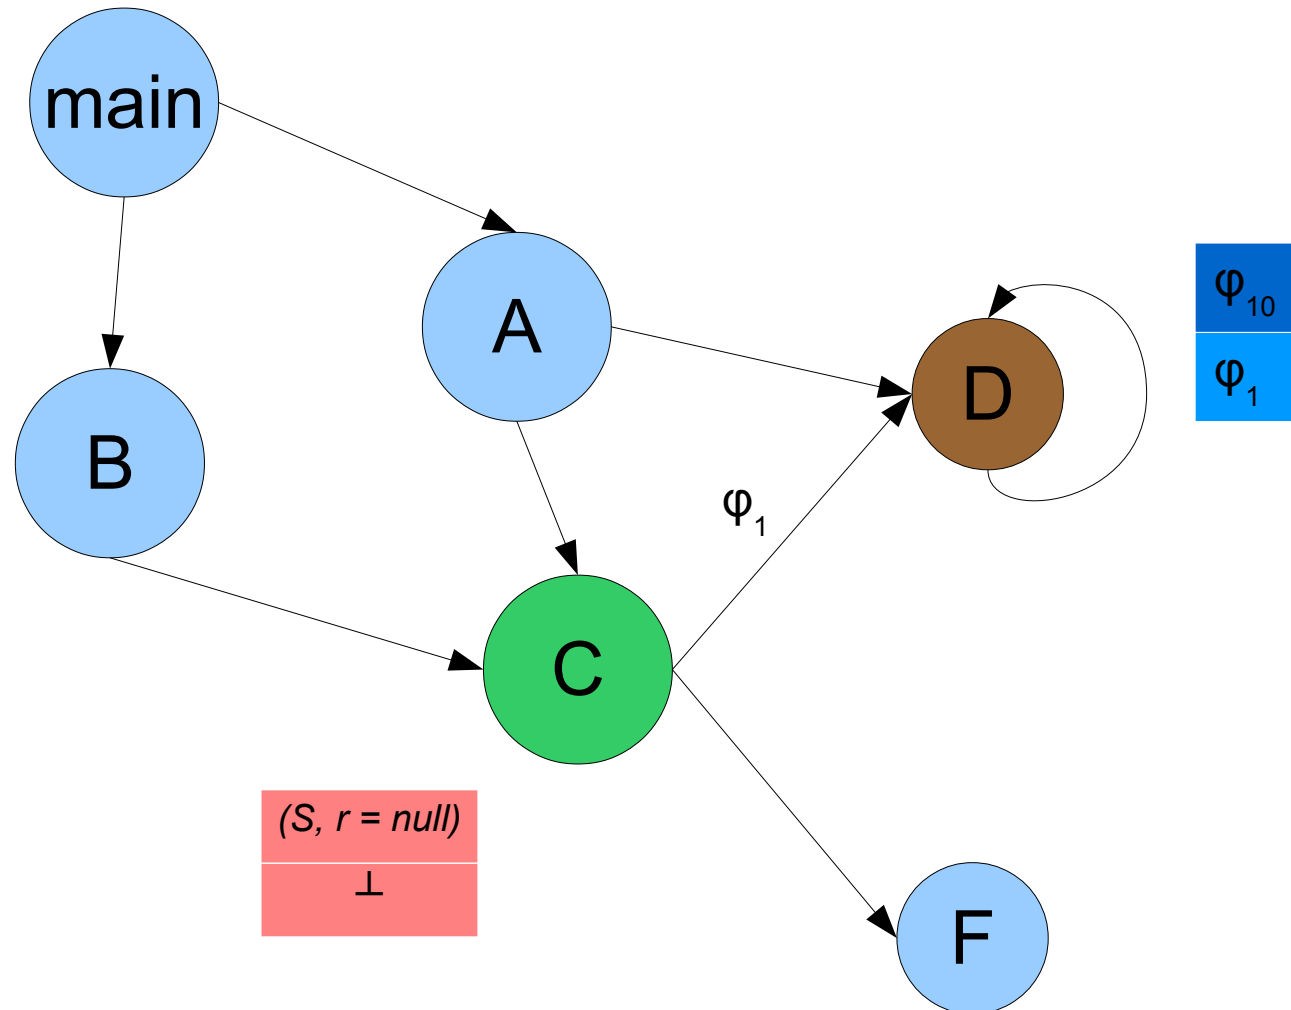 main
A
φ₁₀
D
φ₁
B
φ₁
C
(S, r = null)
⊥
F